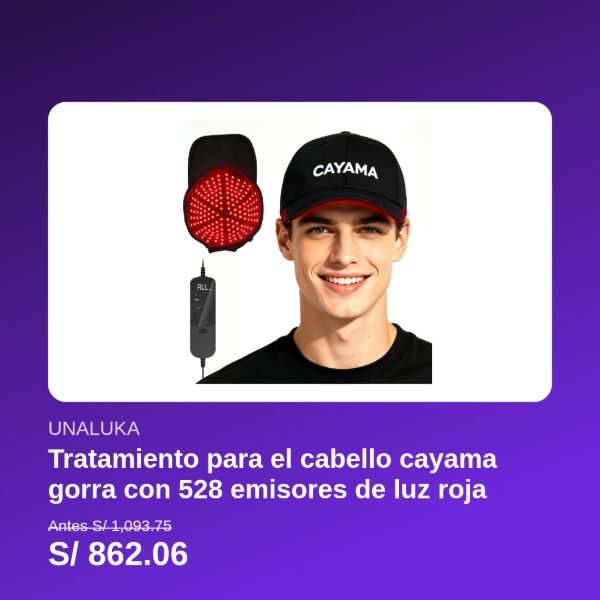 CAYAMA
ALL
UNALUKA
Tratamiento para el cabello cayama
gorra con 528 emisores de luz roja
Antes S/ 1,093.75
S/ 862.06